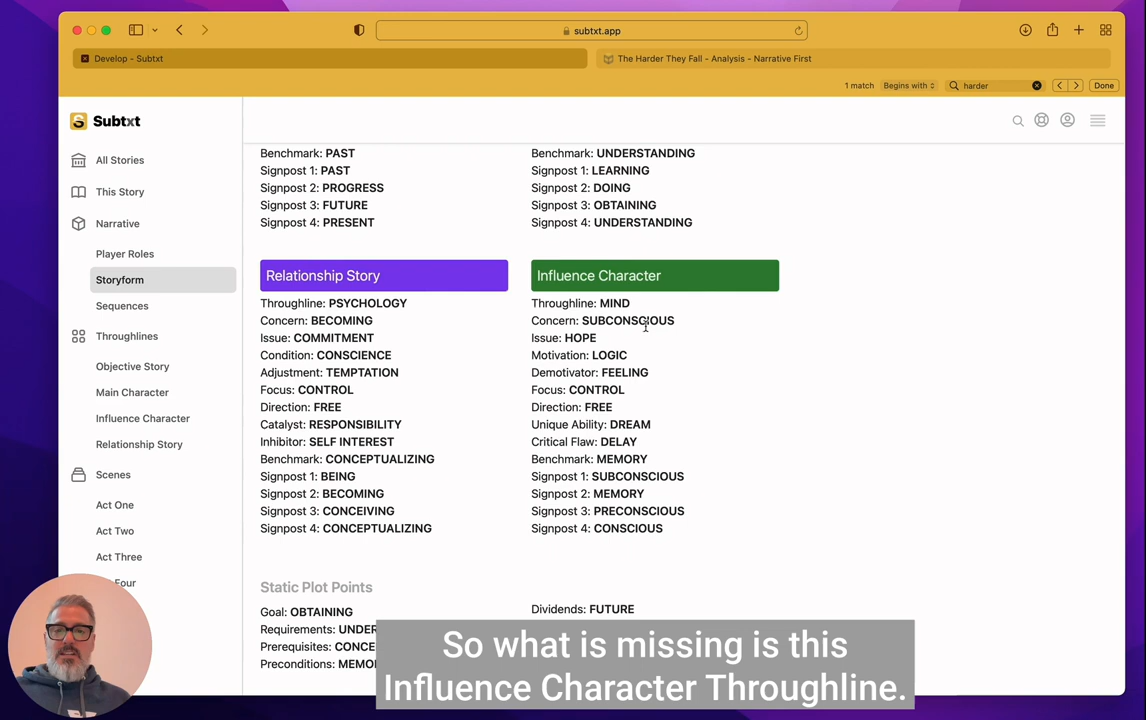 subtxt.app
Develop - Subtxt
The Harder They Fall - Analysis - Narrative First
1 match
Begins with
harder
Done
Subtxt
All Stories
This Story
Narrative
Player Roles
Storyform
Sequences
Throughlines
Objective Story
Main Character
Influence Character
Relationship Story
Scenes
Act One
Act Two
Act Three
Four
Benchmark: PAST
Signpost 1: PAST
Signpost 2: PROGRESS
Signpost 3: FUTURE
Signpost 4: PRESENT
Benchmark: UNDERSTANDING
Signpost 1: LEARNING
Signpost 2: DOING
Signpost 3: OBTAINING
Signpost 4: UNDERSTANDING
Relationship Story
Throughline: PSYCHOLOGY
Concern: BECOMING
Issue: COMMITMENT
Condition: CONSCIENCE
Adjustment: TEMPTATION
Focus: CONTROL
Direction: FREE
Catalyst: RESPONSIBILITY
Inhibitor: SELF INTEREST
Benchmark: CONCEPTUALIZING
Signpost 1: BEING
Signpost 2: BECOMING
Signpost 3: CONCEIVING
Signpost 4: CONCEPTUALIZING
Influence Character
Throughline: MIND
Concern: SUBCONSCIOUS
Issue: HOPE
Motivation: LOGIC
Demotivator: FEELING
Focus: CONTROL
Direction: FREE
Unique Ability: DREAM
Critical Flaw: DELAY
Benchmark: MEMORY
Signpost 1: SUBCONSCIOUS
Signpost 2: MEMORY
Signpost 3: PRECONSCIOUS
Signpost 4: CONSCIOUS
Static Plot Points
Goal: OBTAINING
Requirements: UNDER
Prerequisites: CONCE
Preconditions: MEMO
Dividends: FUTURE
So what is missing is this
Influence Character Throughline.